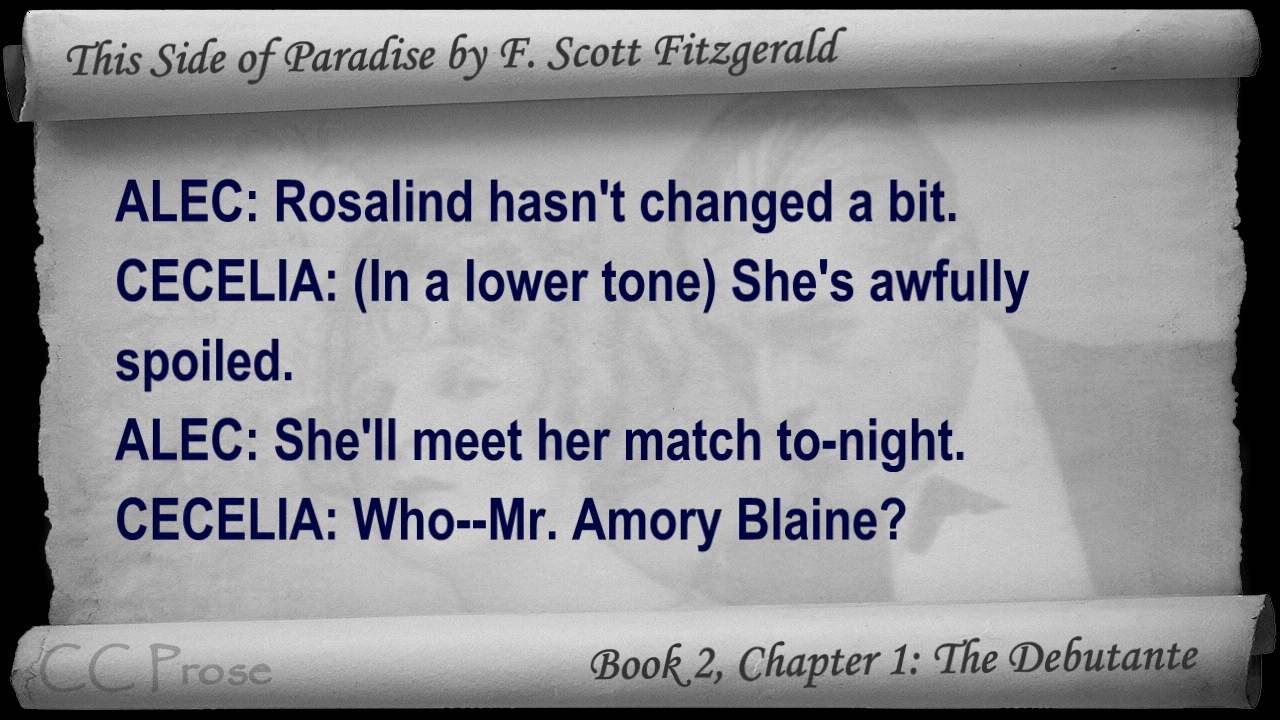 This Side of Paradise by F. Scott Fitzgerald
ALEC: Rosalind hasn't changed a bit.
CECELIA: (In a lower tone) She's awfully
spoiled.
ALEC: She'll meet her match to-night.
CECELIA: Who--Mr. Amory Blaine?
CC Prose
Book 2, Chapter 1: The Debutante